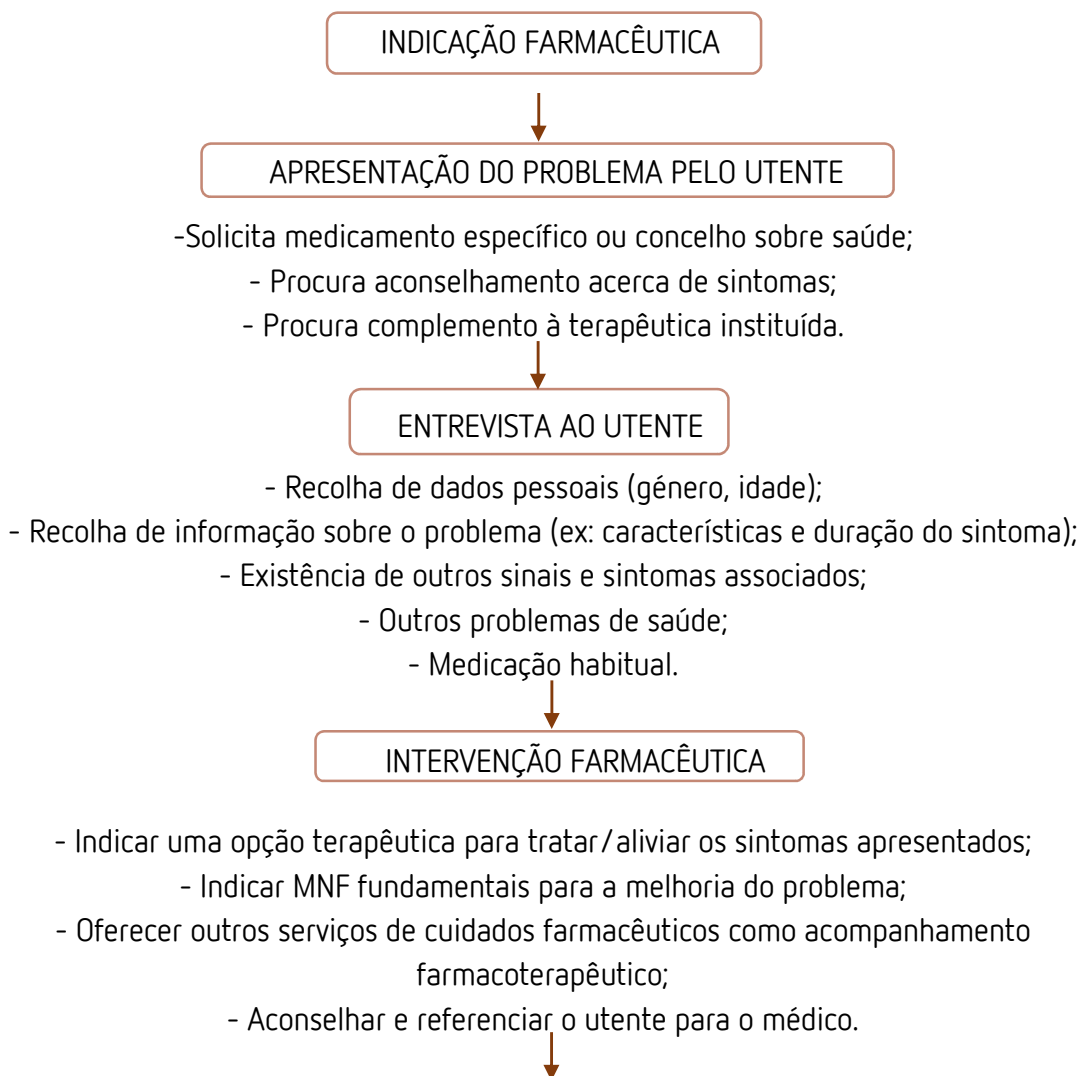 INDICAÇÃO FARMACÊUTICA
APRESENTAÇÃO DO PROBLEMA PELO UTENTE
-Solicita medicamento específico ou concelho sobre saúde;
- Procura aconselhamento acerca de sintomas;
- Procura complemento à terapêutica instituída.
ENTREVISTA AO UTENTE
- Recolha de dados pessoais (género, idade);
- Recolha de informação sobre o problema (ex: características e duração do sintoma);
- Existência de outros sinais e sintomas associados;
- Outros problemas de saúde;
- Medicação habitual.
INTERVENÇÃO FARMACÊUTICA
- Indicar uma opção terapêutica para tratar/aliviar os sintomas apresentados;
- Indicar MNF fundamentais para a melhoria do problema;
- Oferecer outros serviços de cuidados farmacêuticos como acompanhamento
farmacoterapêutico;
- Aconselhar e referenciar o utente para o médico.